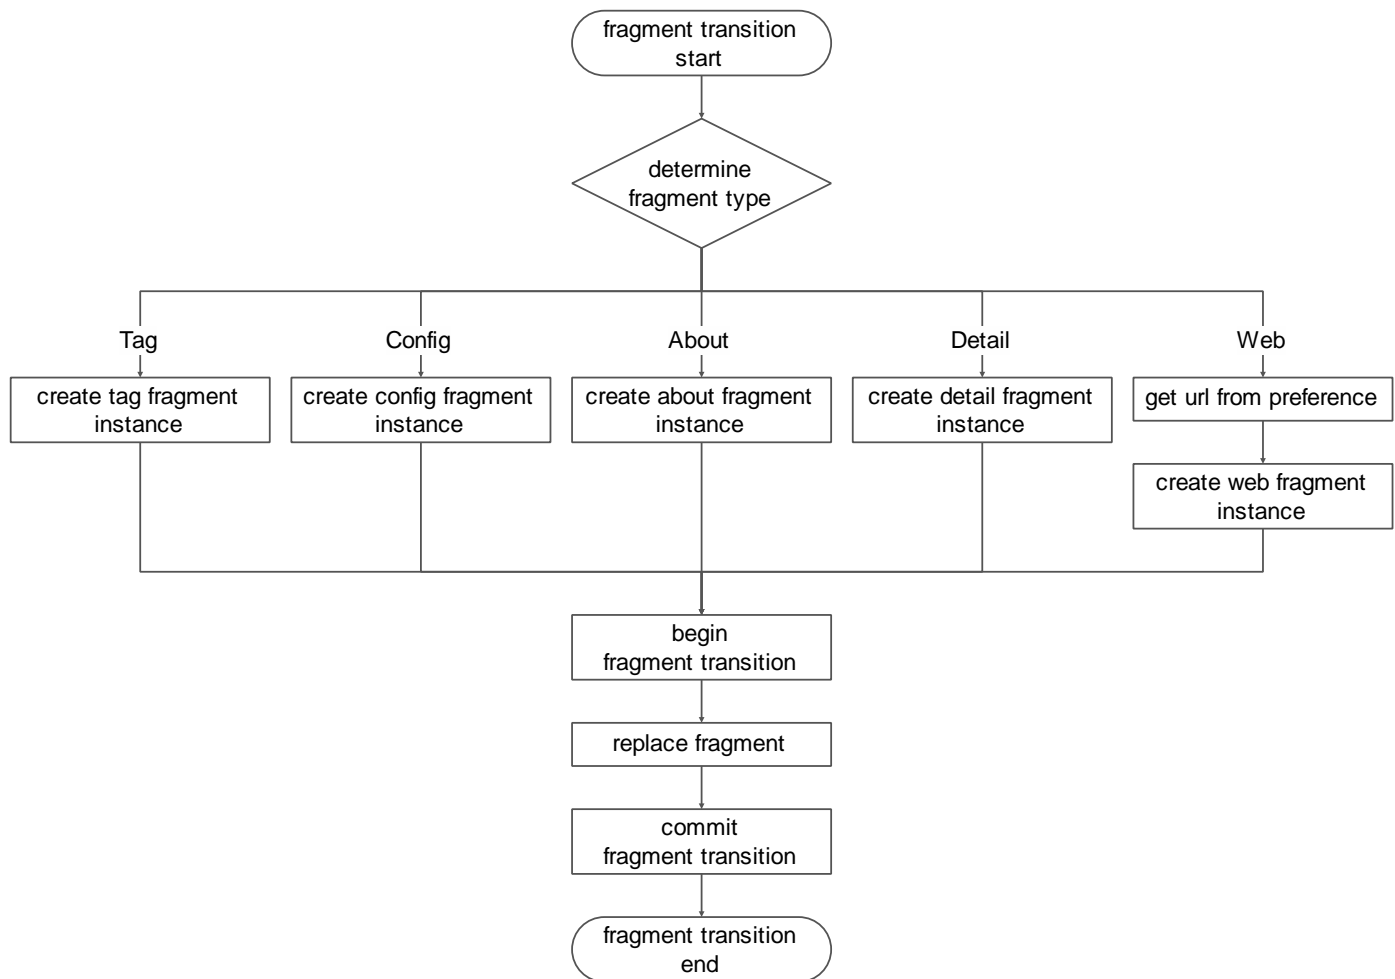 fragment transition
start
determine
fragment type
Tag
Config
About
Detail
Web
create tag fragment
instance
create config fragment
instance
create about fragment
instance
create detail fragment
instance
get url from preference
create web fragment
instance
begin
fragment transition
replace fragment
commit
fragment transition
fragment transition
end